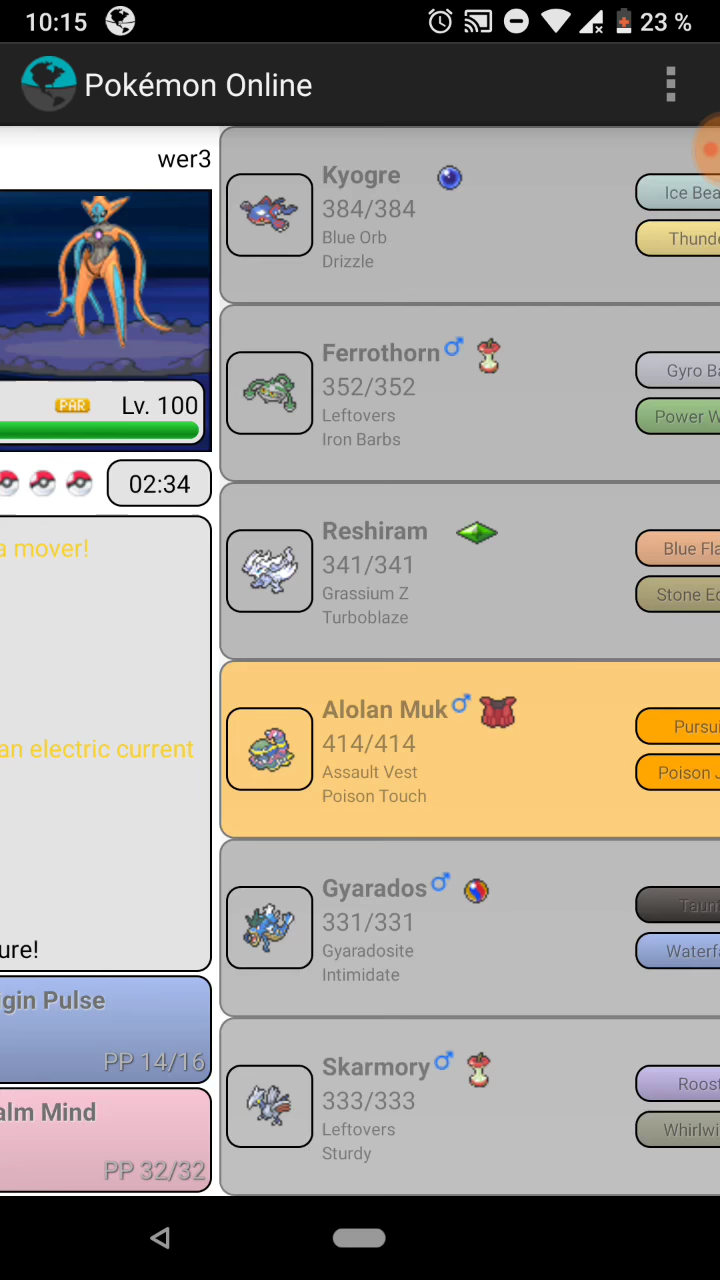 10:15
23 %
Pokémon Online
wer3
PAR Lv. 100
02:34
a mover!
an electric current
ure!
gin Pulse
PP 14/16
alm Mind
PP 32/32
Kyogre
384/384
Blue Orb
Drizzle
Ice Bea
Thunde
Ferrothorn
352/352
Leftovers
Iron Barbs
Gyro Ba
Power W
Reshiram
341/341
Grassium Z
Turboblaze
Blue Fla
Stone Ed
Alolan Muk
414/414
Assault Vest
Poison Touch
Pursui
Poison J
Gyarados
331/331
Gyaradosite
Intimidate
Taun
Waterfa
Skarmory
333/333
Leftovers
Sturdy
Roost
Whirlwi